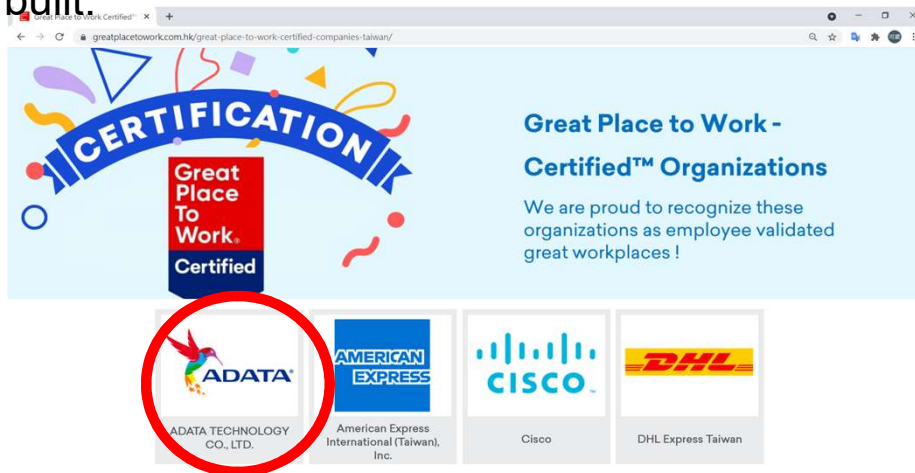 built.
Great Place to Work Certified™
greatplacetowork.com.hk/great-place-to-work-certified-companies-taiwan/
CERTIFICATION
Great
Place
To
Work®
Certified
Great Place to Work -
Certified™ Organizations
We are proud to recognize these
organizations as employee validated
great workplaces !
ADATA
AMERICAN
EXPRESS
CISCO
DHL
ADATA TECHNOLOGY
CO., LTD.
American Express
International (Taiwan),
Inc.
Cisco
DHL Express Taiwan